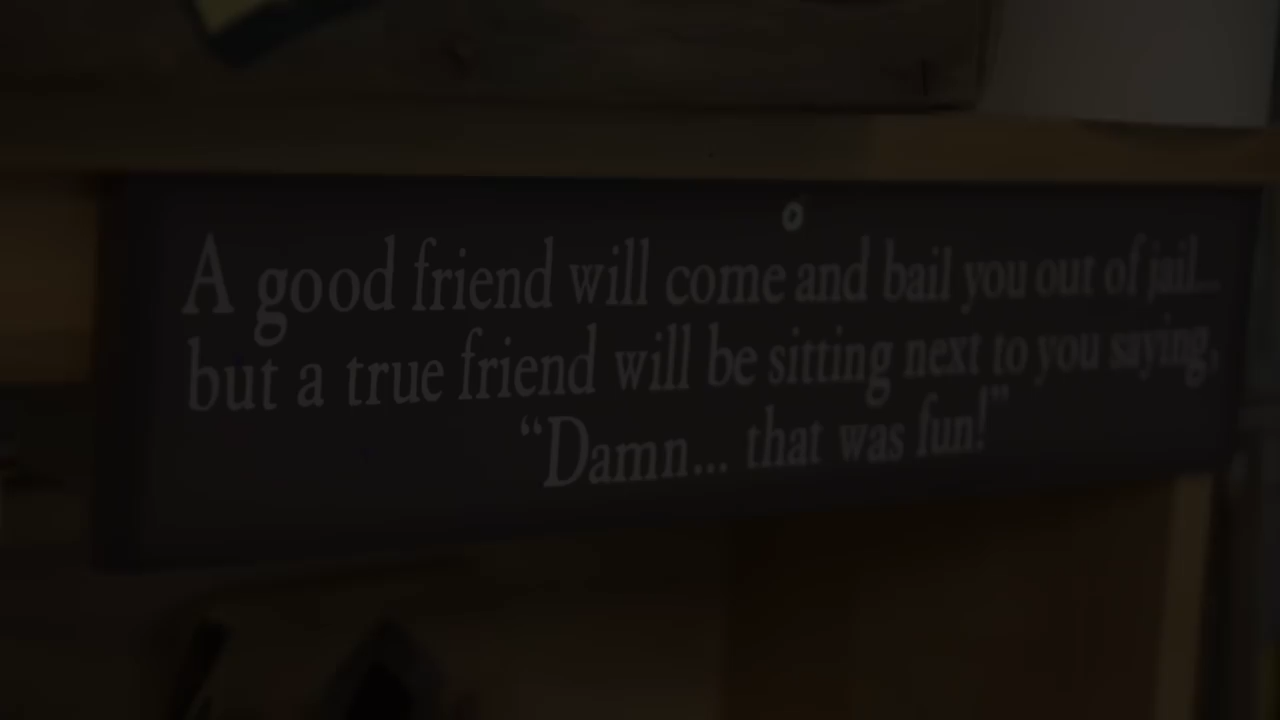 A good friend will come and bail you out of jail...
but a true friend will be sitting next to you saying,
“Damn... that was fun!”